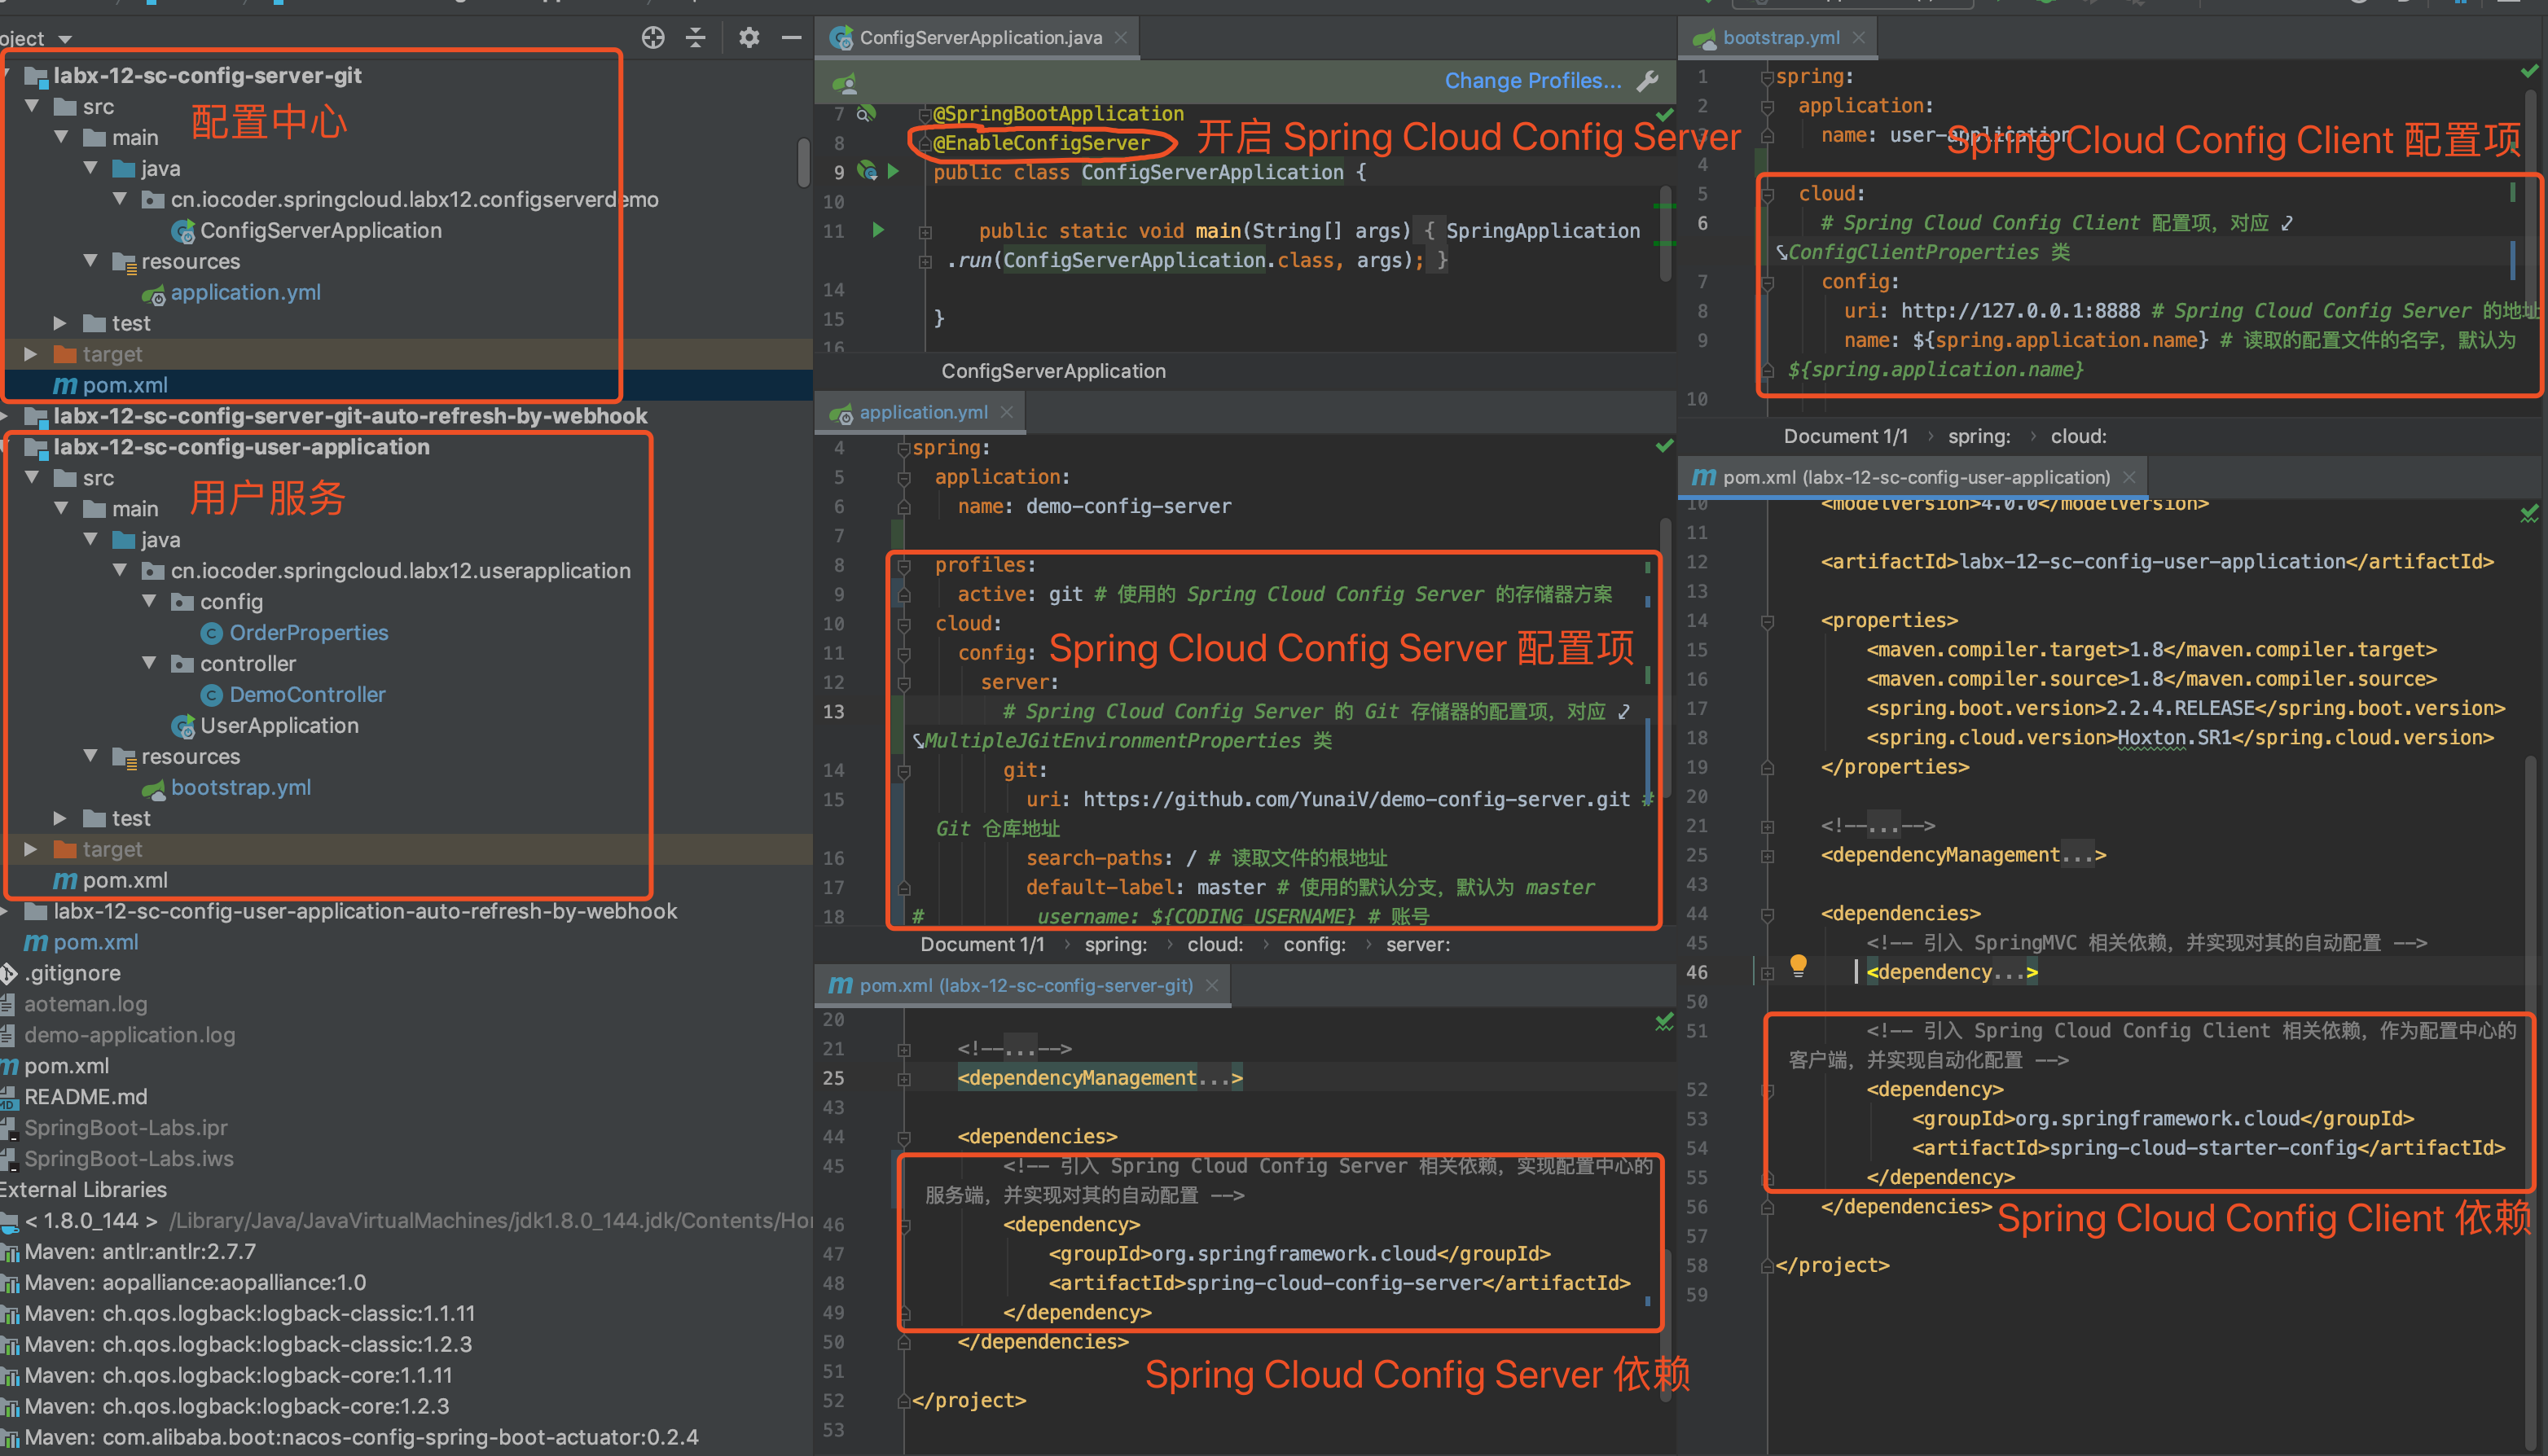 oject
labx-12-sc-config-server-git
src
配置中心
main
java
cn.iocoder.springcloud.labx12.configserverdemo
ConfigServerApplication
resources
application.yml
test
target
pom.xml
labx-12-sc-config-server-git-auto-refresh-by-webhook
labx-12-sc-config-user-application
src
用户服务
main
java
cn.iocoder.springcloud.labx12.userapplication
config
OrderProperties
controller
DemoController
UserApplication
resources
bootstrap.yml
test
target
pom.xml
labx-12-sc-config-user-application-auto-refresh-by-webhook
pom.xml
.gitignore
aoteman.log
demo-application.log
pom.xml
README.md
SpringBoot-Labs.ipr
SpringBoot-Labs.iws
External Libraries
< 1.8.0_144 > /Library/Java/JavaVirtualMachines/jdk1.8.0_144.jdk/Contents/Ho
Maven: antlr:antlr:2.7.7
Maven: aopalliance:aopalliance:1.0
Maven: ch.qos.logback:logback-classic:1.1.11
Maven: ch.qos.logback:logback-classic:1.2.3
Maven: ch.qos.logback:logback-core:1.1.11
Maven: ch.qos.logback:logback-core:1.2.3
Maven: com.alibaba.boot:nacos-config-spring-boot-actuator:0.2.4
ConfigServerApplication.java
Change Profiles...
7 @SpringBootApplication
8 @EnableConfigServer
开启 Spring Cloud Config Server
9 public class ConfigServerApplication {
10
11 public static void main(String[] args) { SpringApplication
.run(ConfigServerApplication.class, args); }
14
15 }
16
ConfigServerApplication
application.yml
4 spring:
5 application:
6 name: demo-config-server
7
8 profiles:
9 active: git # 使用的 Spring Cloud Config Server 的存储器方案
10 cloud:
11 config:
Spring Cloud Config Server 配置项
12 server:
13 # Spring Cloud Config Server 的 Git 存储器的配置项，对应
MultipleJGitEnvironmentProperties 类
14 git:
15 uri: https://github.com/YunaiV/demo-config-server.git #
Git 仓库地址
16 search-paths: / # 读取文件的根地址
17 default-label: master # 使用的默认分支，默认为 master
18 # username: ${CODING_USERNAME} # 账号
Document 1/1 › spring: › cloud: › config: › server:
pom.xml (labx-12-sc-config-server-git)
20
21 <!--...-->
25 <dependencyManagement...>
43
44 <dependencies>
45 <!-- 引入 Spring Cloud Config Server 相关依赖，实现配置中心的
服务端，并实现对其的自动配置 -->
46 <dependency>
47 <groupId>org.springframework.cloud</groupId>
48 <artifactId>spring-cloud-config-server</artifactId>
49 </dependency>
50 </dependencies>
51
Spring Cloud Config Server 依赖
52 </project>
53
bootstrap.yml
1 spring:
2 application:
3 name: user-application
Spring Cloud Config Client 配置项
4
5 cloud:
6 # Spring Cloud Config Client 配置项，对应
ConfigClientProperties 类
7 config:
8 uri: http://127.0.0.1:8888 # Spring Cloud Config Server 的地址
9 name: ${spring.application.name} # 读取的配置文件的名字，默认为
${spring.application.name}
10
Document 1/1 › spring: › cloud:
pom.xml (labx-12-sc-config-user-application)
10 <modelVersion>4.0.0</modelVersion>
11
12 <artifactId>labx-12-sc-config-user-application</artifactId>
13
14 <properties>
15 <maven.compiler.target>1.8</maven.compiler.target>
16 <maven.compiler.source>1.8</maven.compiler.source>
17 <spring.boot.version>2.2.4.RELEASE</spring.boot.version>
18 <spring.cloud.version>Hoxton.SR1</spring.cloud.version>
19 </properties>
20
21 <!--...-->
25 <dependencyManagement...>
43
44 <dependencies>
45 <!-- 引入 SpringMVC 相关依赖，并实现对其的自动配置 -->
46 <dependency...>
50
51 <!-- 引入 Spring Cloud Config Client 相关依赖，作为配置中心的
客户端，并实现自动化配置 -->
52 <dependency>
53 <groupId>org.springframework.cloud</groupId>
54 <artifactId>spring-cloud-starter-config</artifactId>
55 </dependency>
56 </dependencies>
Spring Cloud Config Client 依赖
57
58 </project>
59